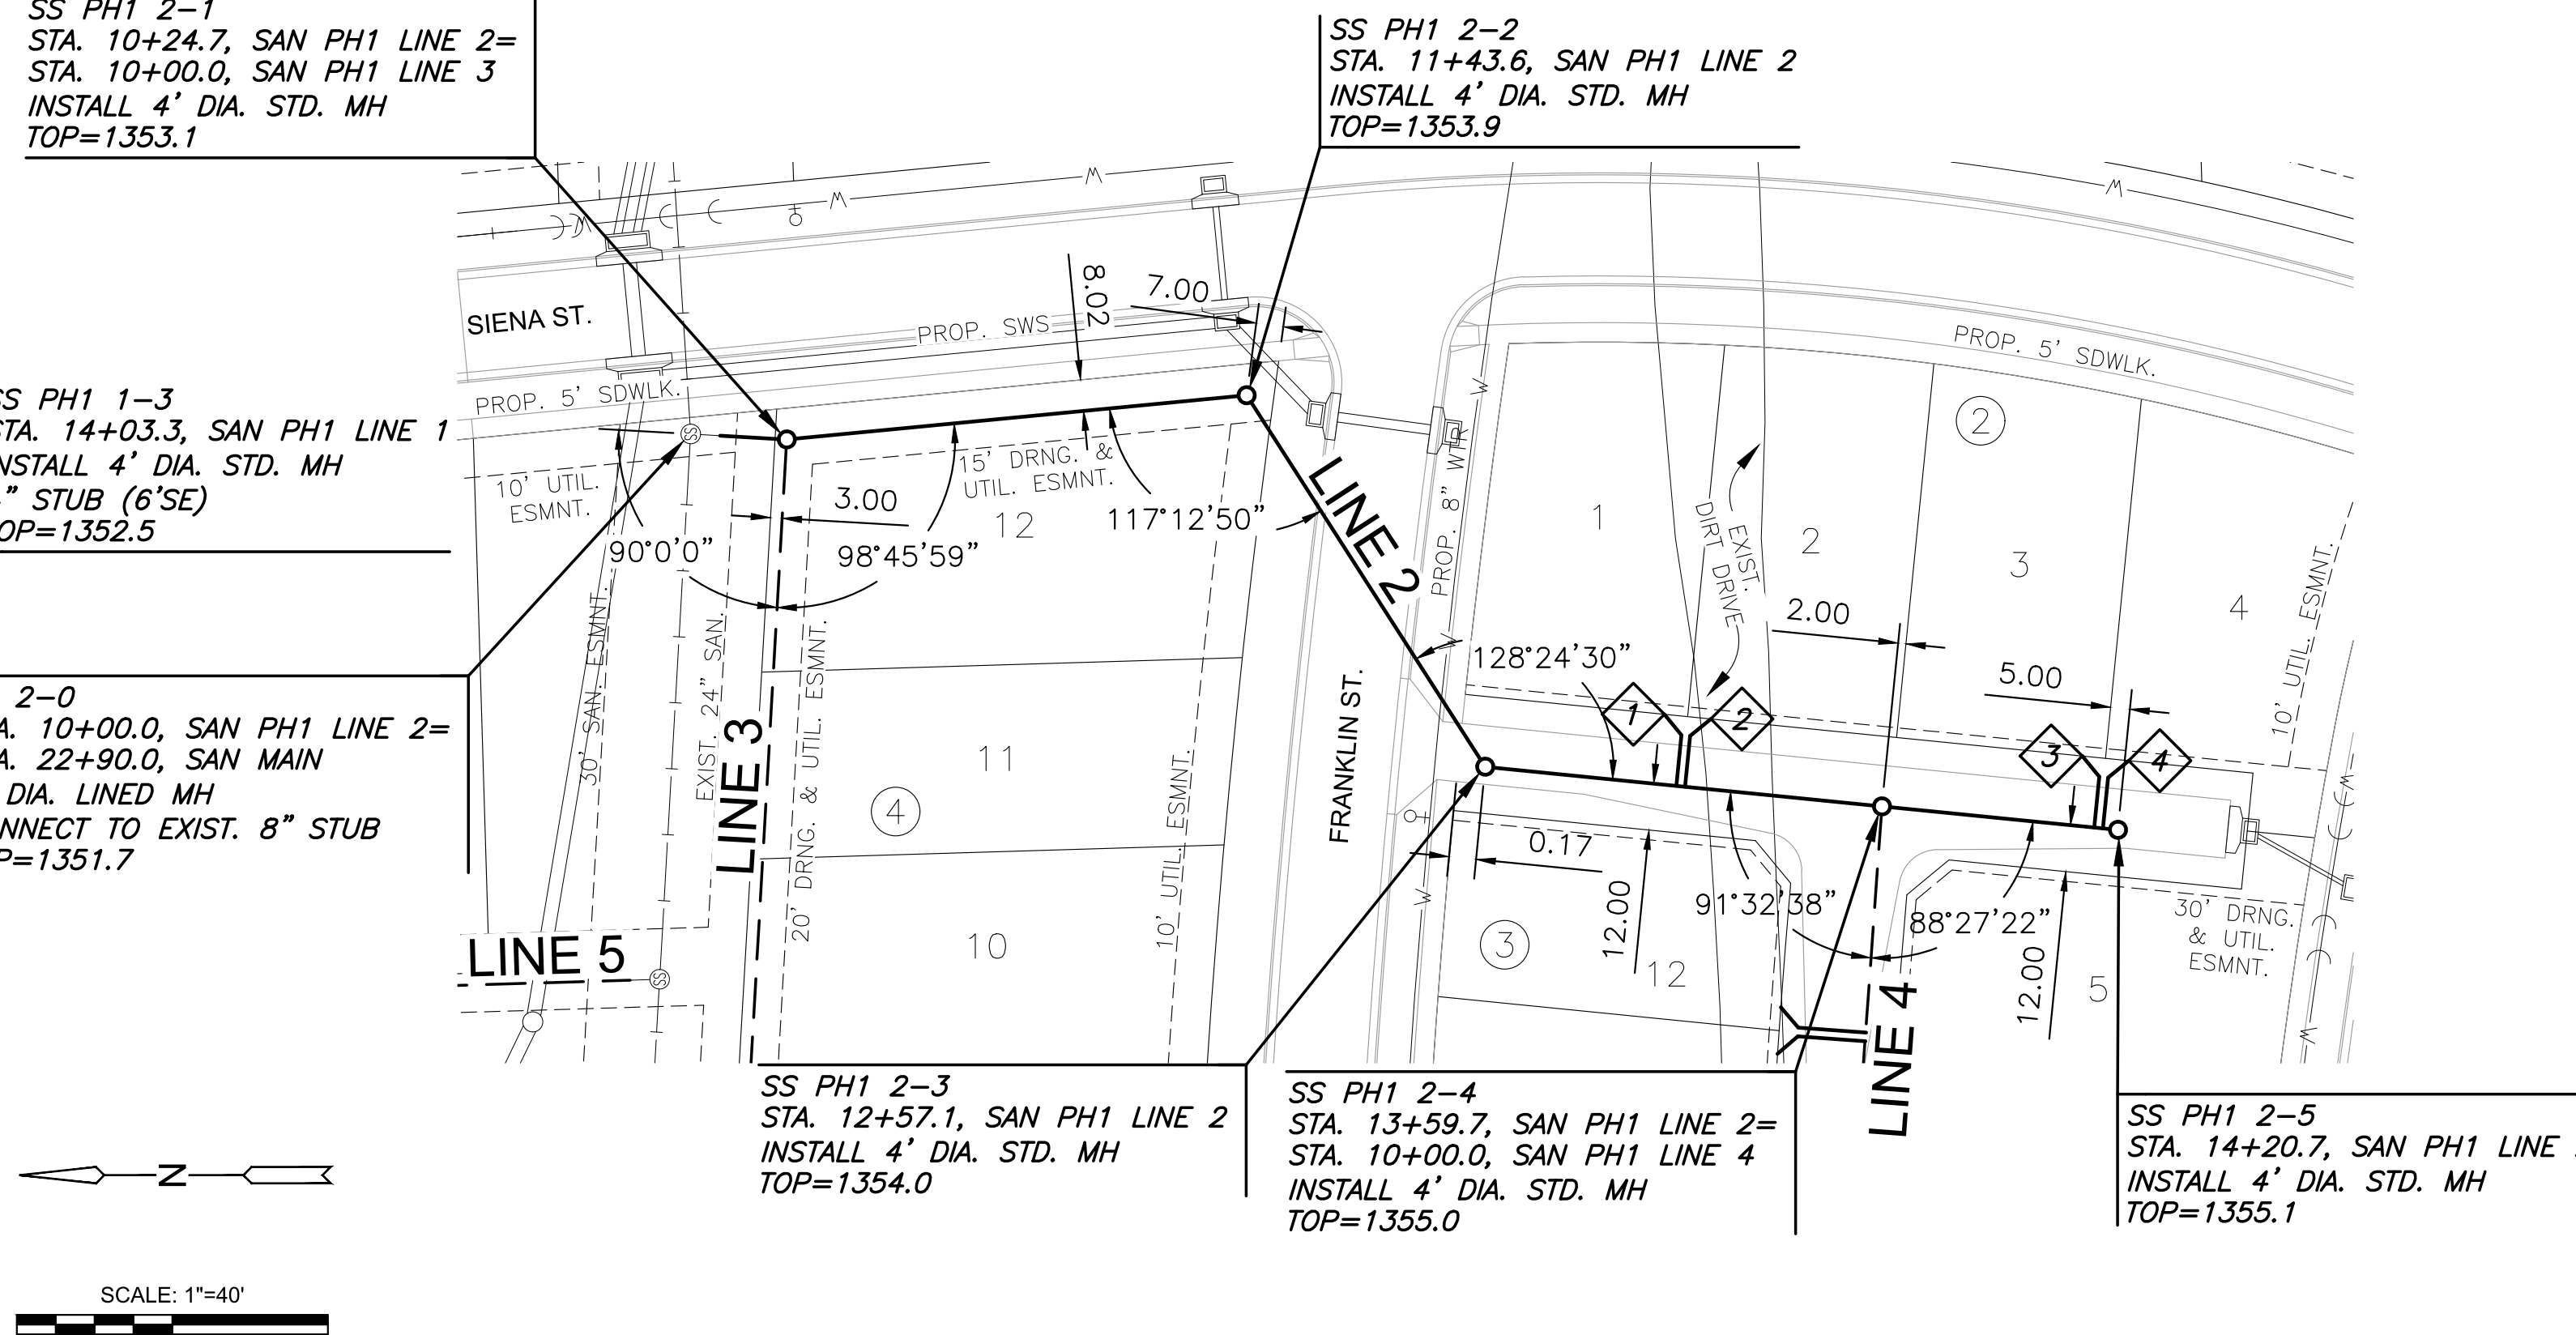 SS PH1 2-1
STA. 10+24.7, SAN PH1 LINE 2=
STA. 10+00.0, SAN PH1 LINE 3
INSTALL 4' DIA. STD. MH
TOP=1353.1
SS PH1 2-2
STA. 11+43.6, SAN PH1 LINE 2
INSTALL 4' DIA. STD. MH
TOP=1353.9
SS PH1 1-3
STA. 14+03.3, SAN PH1 LINE 1
INSTALL 4' DIA. STD. MH
" STUB (6'SE)
TOP=1352.5
2-0
A. 10+00.0, SAN PH1 LINE 2=
A. 22+90.0, SAN MAIN
DIA. LINED MH
NNECT TO EXIST. 8" STUB
P=1351.7
SIENA ST.
W
W
W
W
W
8.02
7.00
PROP. SWS
PROP. 5' SDWLK.
PROP. 5' SDWLK.
SS
10' UTIL.
ESMNT.
15' DRNG. &
UTIL. ESMNT.
3.00
12
117°12'50"
90°0'0"
98°45'59"
LINE 2
PROP. 8" WTR
W
W
W
1
2
3
4
2
EXIST.
DIRT DRIVE
2.00
5.00
10' UTIL. ESMNT.
128°24'30"
1
2
3
4
30' SAN. ESMNT.
EXIST. 24" SAN.
LINE 3
20' DRNG. & UTIL. ESMNT.
11
4
10
10' UTIL. ESMNT.
FRANKLIN ST.
0.17
12.00
91°32'38"
88°27'22"
3
12
12.00
5
30' DRNG.
& UTIL.
ESMNT.
W
W
LINE 5
SS
LINE 4
SS PH1 2-3
STA. 12+57.1, SAN PH1 LINE 2
INSTALL 4' DIA. STD. MH
TOP=1354.0
SS PH1 2-4
STA. 13+59.7, SAN PH1 LINE 2=
STA. 10+00.0, SAN PH1 LINE 4
INSTALL 4' DIA. STD. MH
TOP=1355.0
SS PH1 2-5
STA. 14+20.7, SAN PH1 LINE
INSTALL 4' DIA. STD. MH
TOP=1355.1
N
SCALE: 1"=40'